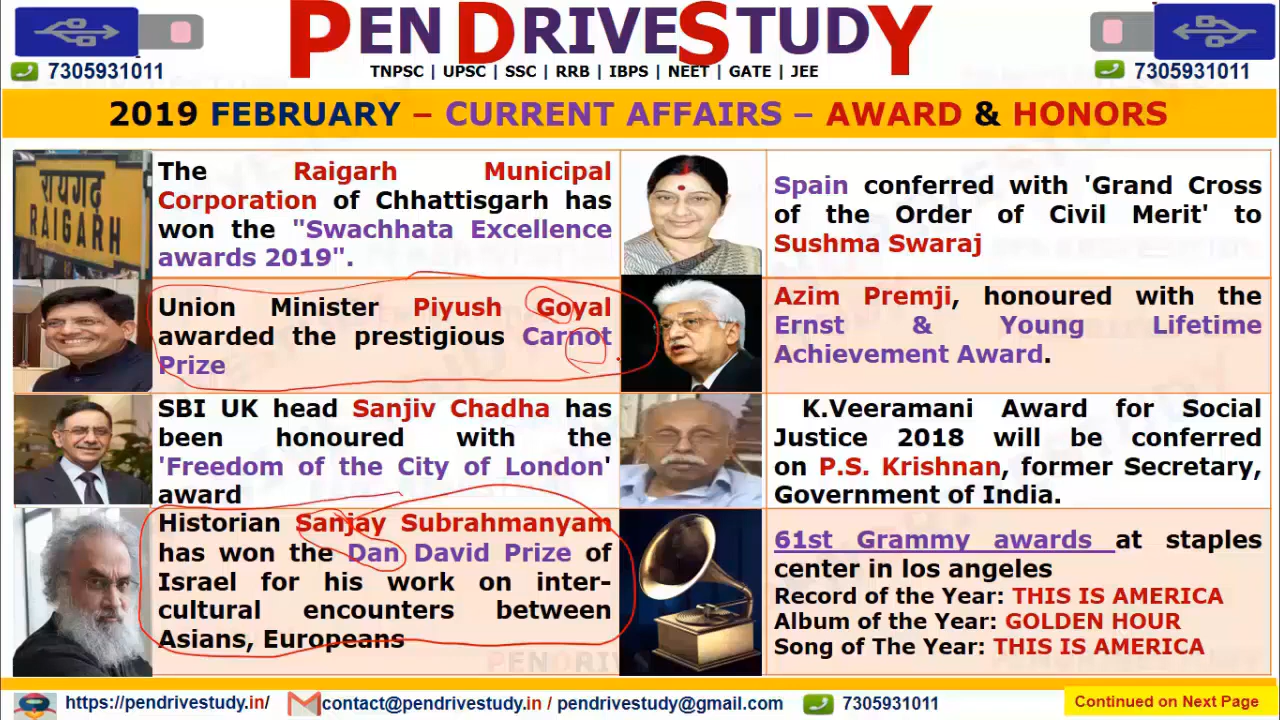 PENDRIVESTUDY
7305931011
TNPSC | UPSC | SSC | RRB | IBPS | NEET | GATE | JEE
7305931011
2019 FEBRUARY – CURRENT AFFAIRS – AWARD & HONORS
रायगढ़
RAIGARH
The Raigarh Municipal
Corporation of Chhattisgarh has
won the "Swachhata Excellence
awards 2019".
Spain conferred with 'Grand Cross
of the Order of Civil Merit' to
Sushma Swaraj
Union Minister Piyush Goyal
awarded the prestigious Carnot
Prize
Azim Premji, honoured with the
Ernst & Young Lifetime
Achievement Award.
SBI UK head Sanjiv Chadha has
been honoured with the
'Freedom of the City of London'
award
K.Veeramani Award for Social
Justice 2018 will be conferred
on P.S. Krishnan, former Secretary,
Government of India.
Historian Sanjay Subrahmanyam
has won the Dan David Prize of
Israel for his work on inter-
cultural encounters between
Asians, Europeans
61st Grammy awards at staples
center in los angeles
Record of the Year: THIS IS AMERICA
Album of the Year: GOLDEN HOUR
Song of The Year: THIS IS AMERICA
PENDRIVESTUDY
https://pendrivestudy.in/
contact@pendrivestudy.in / pendrivestudy@gmail.com
7305931011
Continued on Next Page